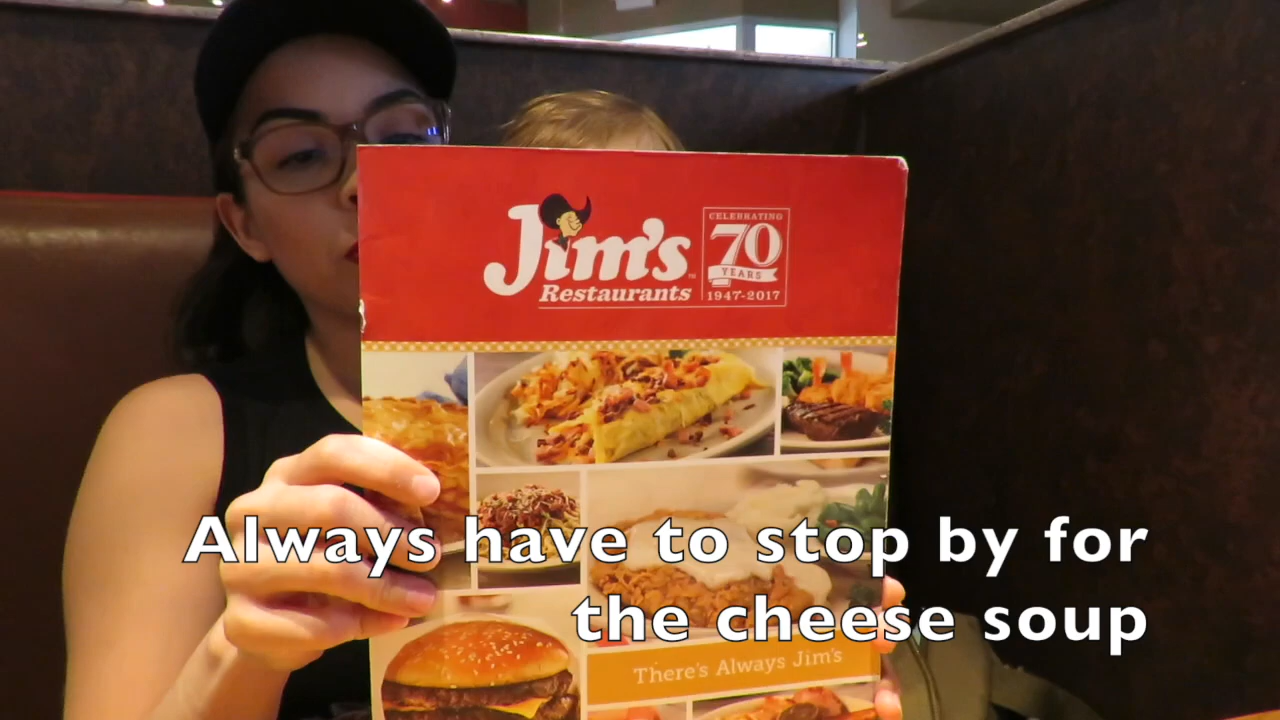 Jim's
Restaurants
CELEBRATING
70
YEARS
1947-2017
Always have to stop by for
the cheese soup
There's Always Jim's